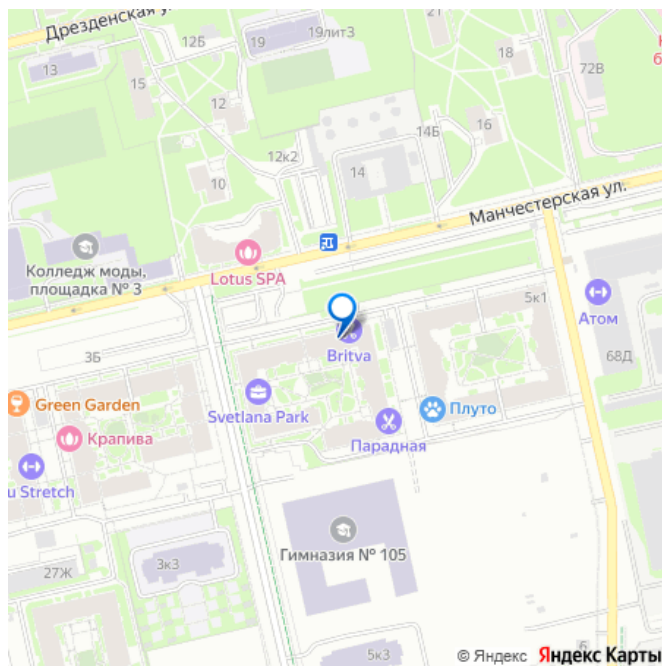 Дрезденская у
12Б
19
19лит3
21
13
15
18
72В
12
14Б
16
12к2
14
10
Манчестерская ул.
Колледж моды,
площадка № 3
Lotus SPA
5к1
Атом
3Б
Britva
68Д
Green Garden
Svetlana Park
Плуто
Крапива
Парадная
u Stretch
Гимназия № 105
27Ж
3к3
5к3
© Яндекс Яндекс Карты